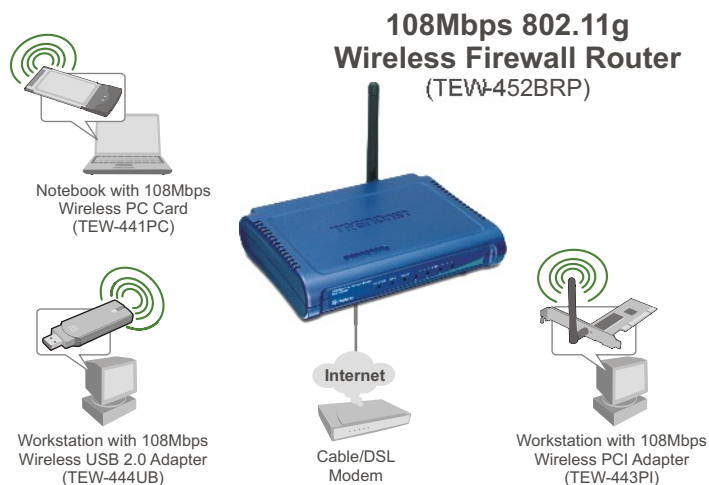 108Mbps 802.11g
Wireless Firewall Router
(TEW-452BRP)
Notebook with 108Mbps
Wireless PC Card
(TEW-441PC)
TRENDNET
Internet
Workstation with 108Mbps
Wireless USB 2.0 Adapter
(TEW-444UB)
Cable/DSL
Modem
Workstation with 108Mbps
Wireless PCI Adapter
(TEW-443PI)